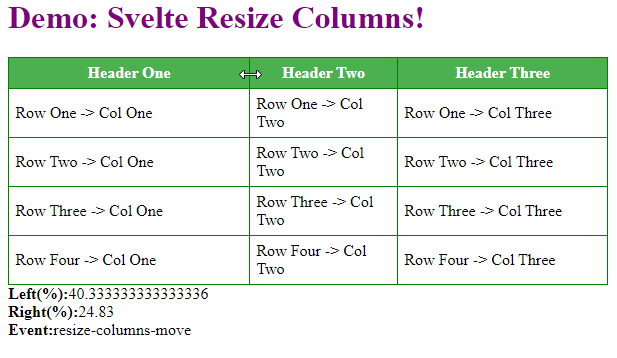 Demo: Svelte Resize Columns!
Header One Header Two Header Three
Row One -> Col One Row One -> Col Two Row One -> Col Three
Row Two -> Col One Row Two -> Col Two Row Two -> Col Three
Row Three -> Col One Row Three -> Col Two Row Three -> Col Three
Row Four -> Col One Row Four -> Col Two Row Four -> Col Three
Left(%):40.333333333333336
Right(%):24.83
Event:resize-columns-move